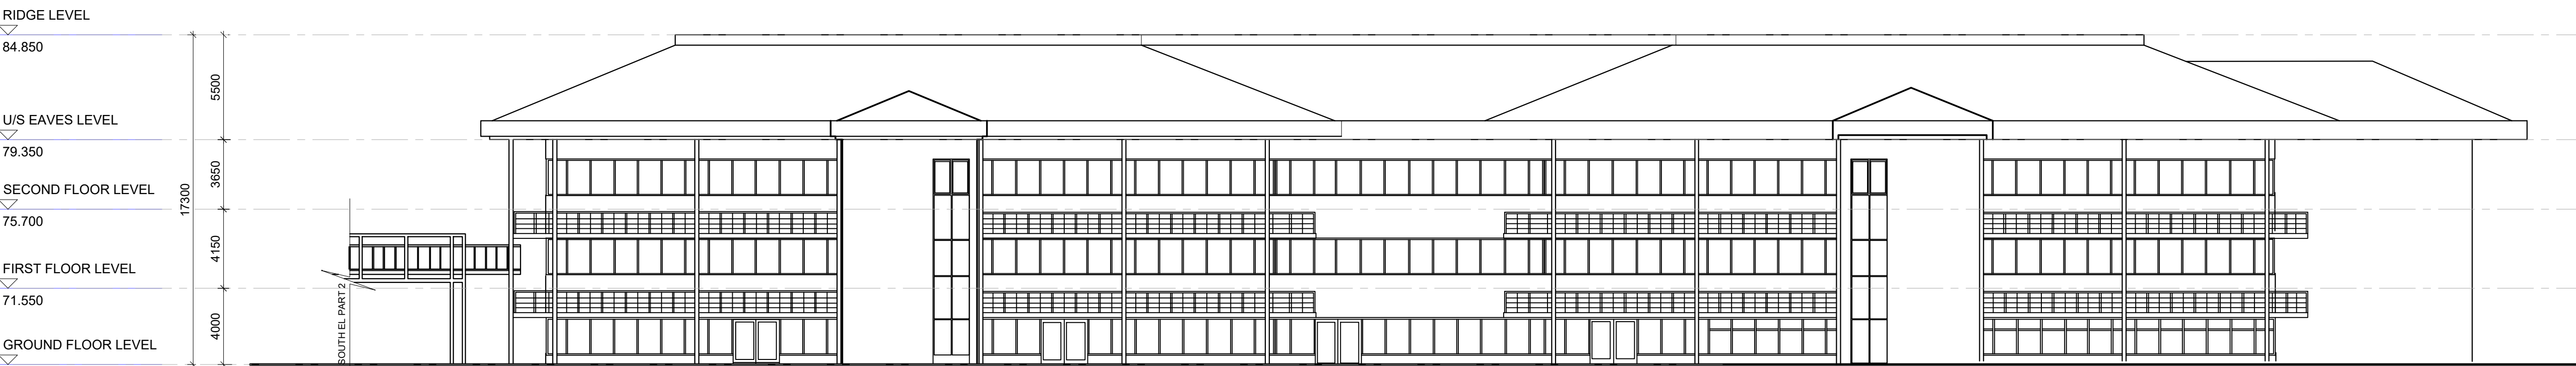 RIDGE LEVEL
84.850
U/S EAVES LEVEL
79.350
SECOND FLOOR LEVEL
75.700
FIRST FLOOR LEVEL
71.550
GROUND FLOOR LEVEL
17300
5500
3650
4150
4000
SOUTH EL PART 2